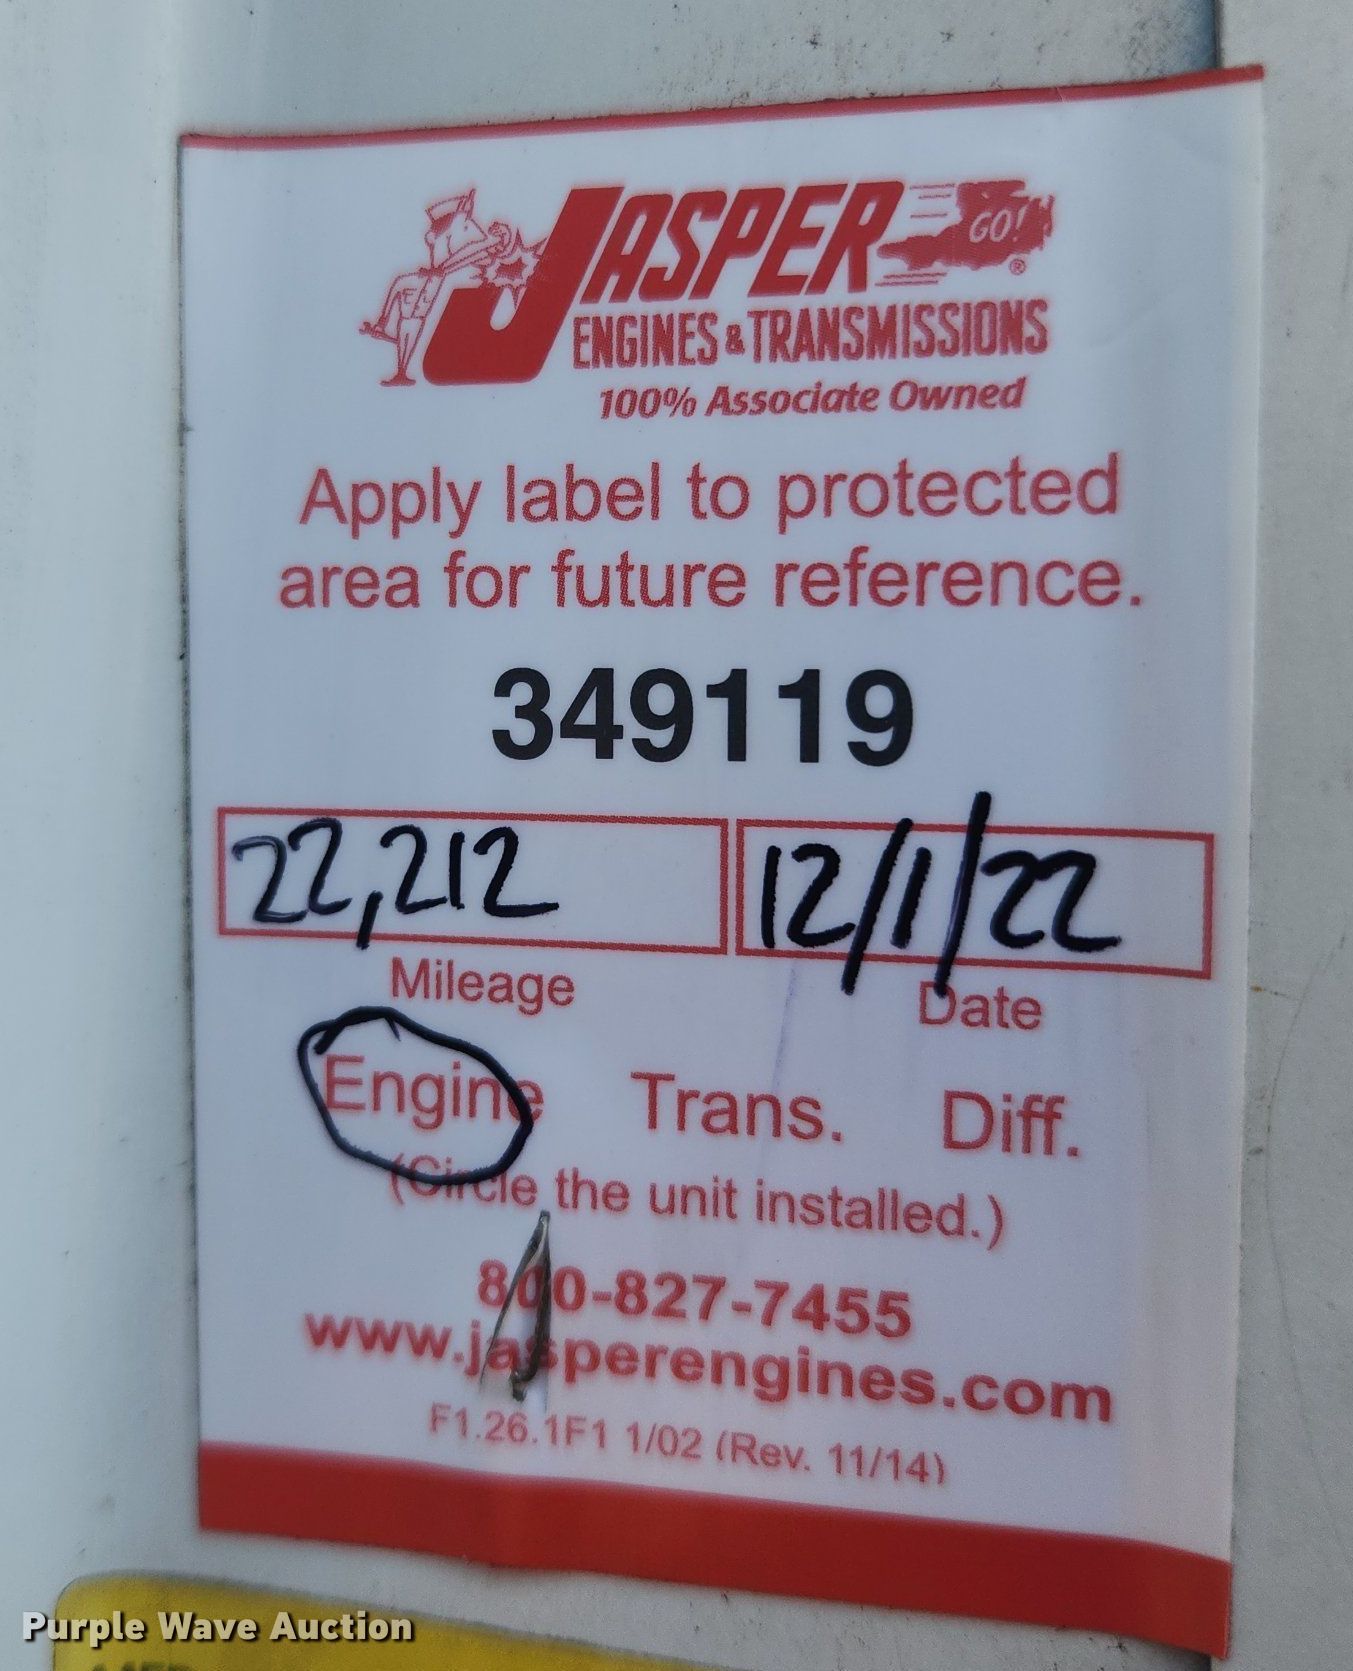 JASPER GO!®
ENGINES & TRANSMISSIONS
100% Associate Owned
Apply label to protected
area for future reference.
349119
22,212 12/1/22
Mileage Date
Engine Trans. Diff.
(Circle the unit installed.)
800-827-7455
www.jasperengines.com
F1.26.1F1 1/02 (Rev. 11/14)
Purple Wave Auction